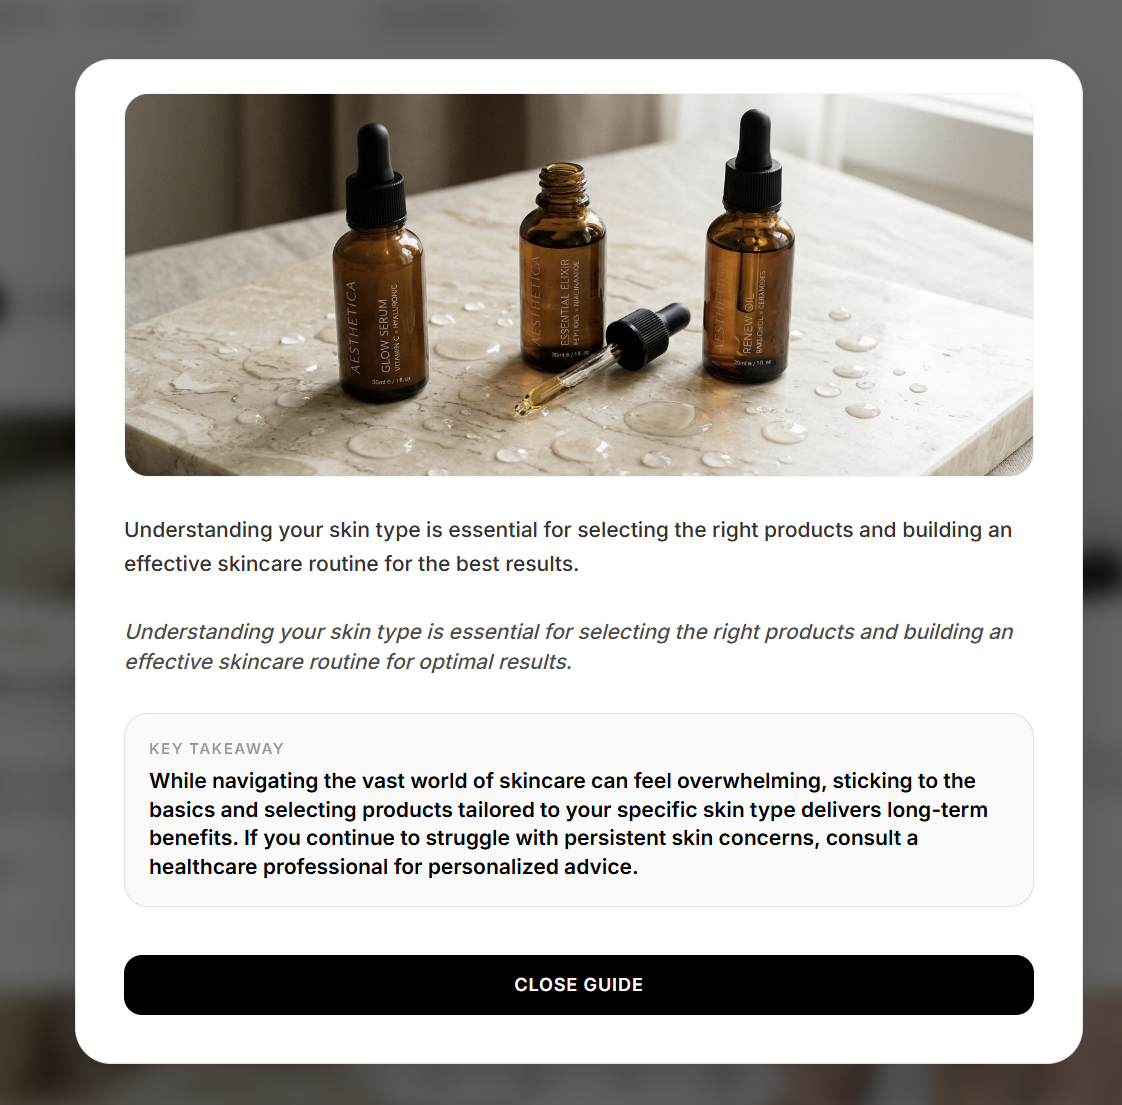 AESTHETICA
GLOW SERUM
VITAMIN C + HYALURONIC
30ml e / 1 fl. oz
AESTHETICA
ESSENTIAL ELIXIR
PEPTIDES + NIACINAMIDE
30ml e / 1 fl. oz
AESTHETICA
RENEW OIL
BAKUCHIOL + CERAMIDES
30ml e / 1 fl. oz
Understanding your skin type is essential for selecting the right products and building an
effective skincare routine for the best results.
Understanding your skin type is essential for selecting the right products and building an
effective skincare routine for optimal results.
KEY TAKEAWAY
While navigating the vast world of skincare can feel overwhelming, sticking to the
basics and selecting products tailored to your specific skin type delivers long-term
benefits. If you continue to struggle with persistent skin concerns, consult a
healthcare professional for personalized advice.
CLOSE GUIDE